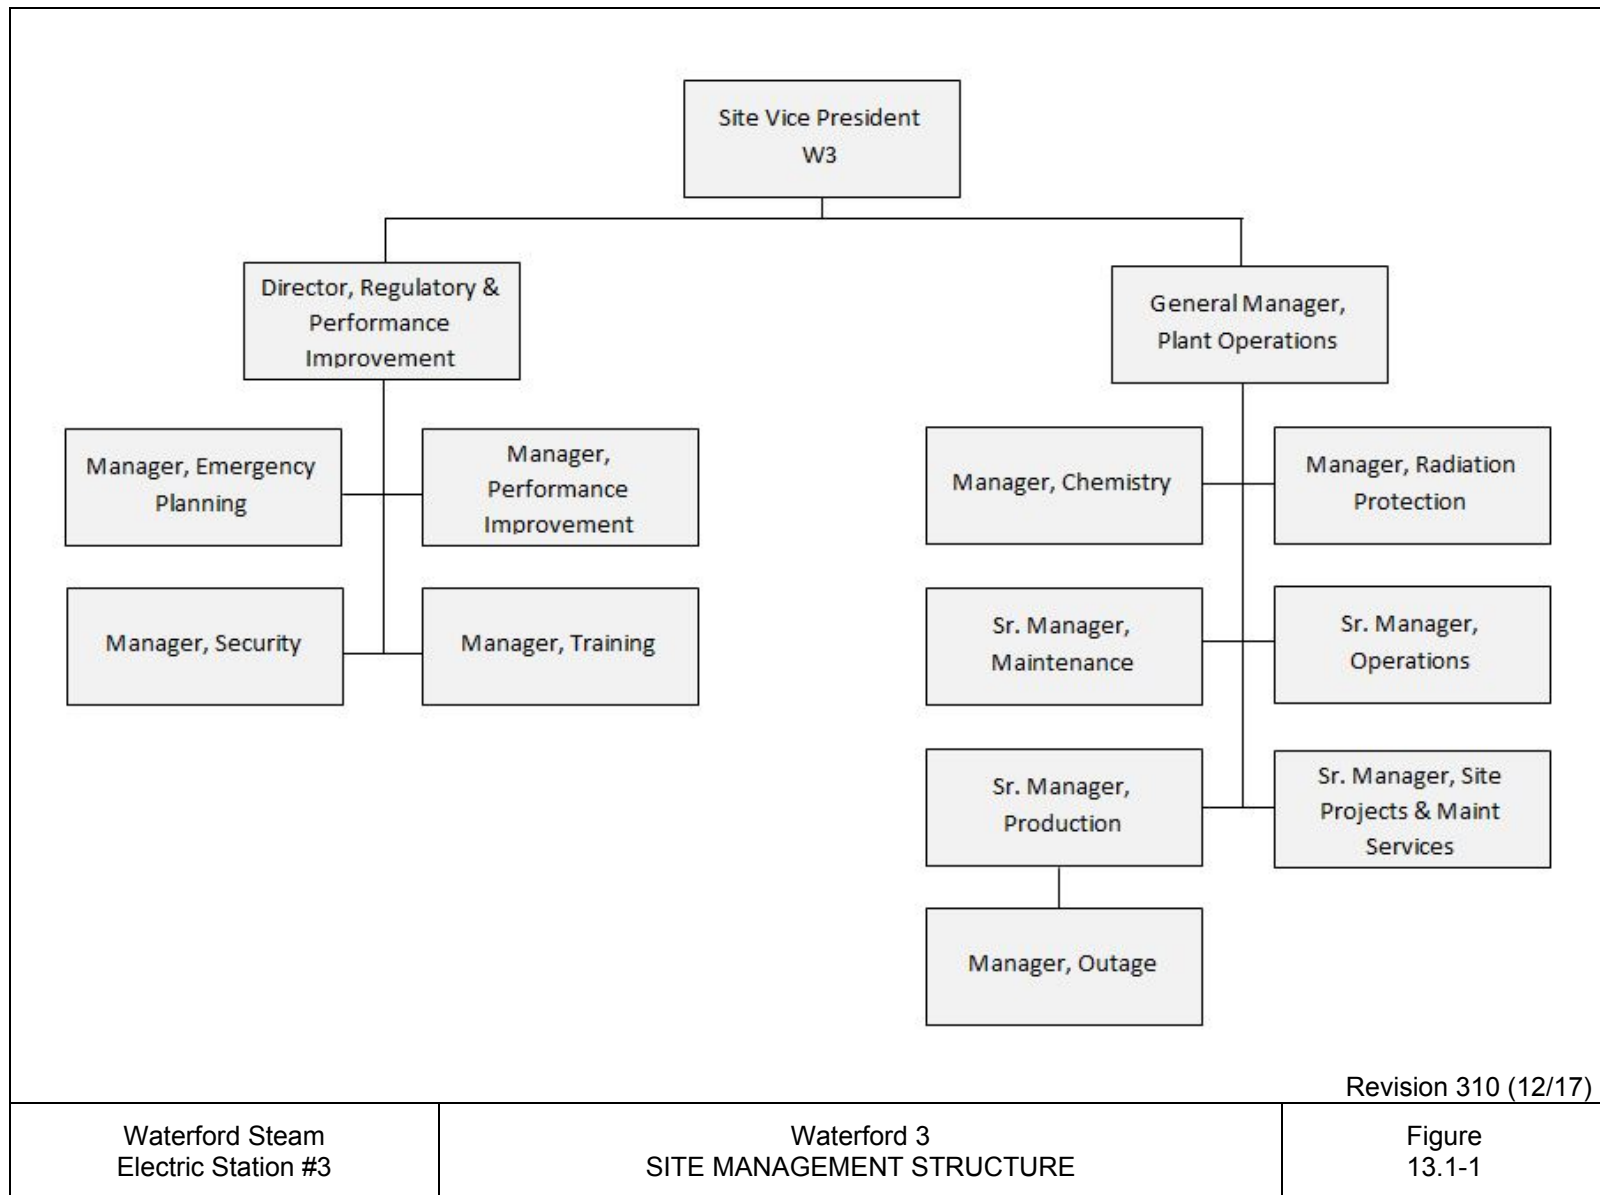 Site Vice President
W3
Director, Regulatory &
Performance
Improvement
General Manager,
Plant Operations
Manager, Emergency
Planning
Manager,
Performance
Improvement
Manager, Chemistry
Manager, Radiation
Protection
Manager, Security
Manager, Training
Sr. Manager,
Maintenance
Sr. Manager,
Operations
Sr. Manager,
Production
Sr. Manager, Site
Projects & Maint
Services
Manager, Outage
Revision 310 (12/17)
Waterford Steam
Electric Station #3
Waterford 3
SITE MANAGEMENT STRUCTURE
Figure
13.1-1